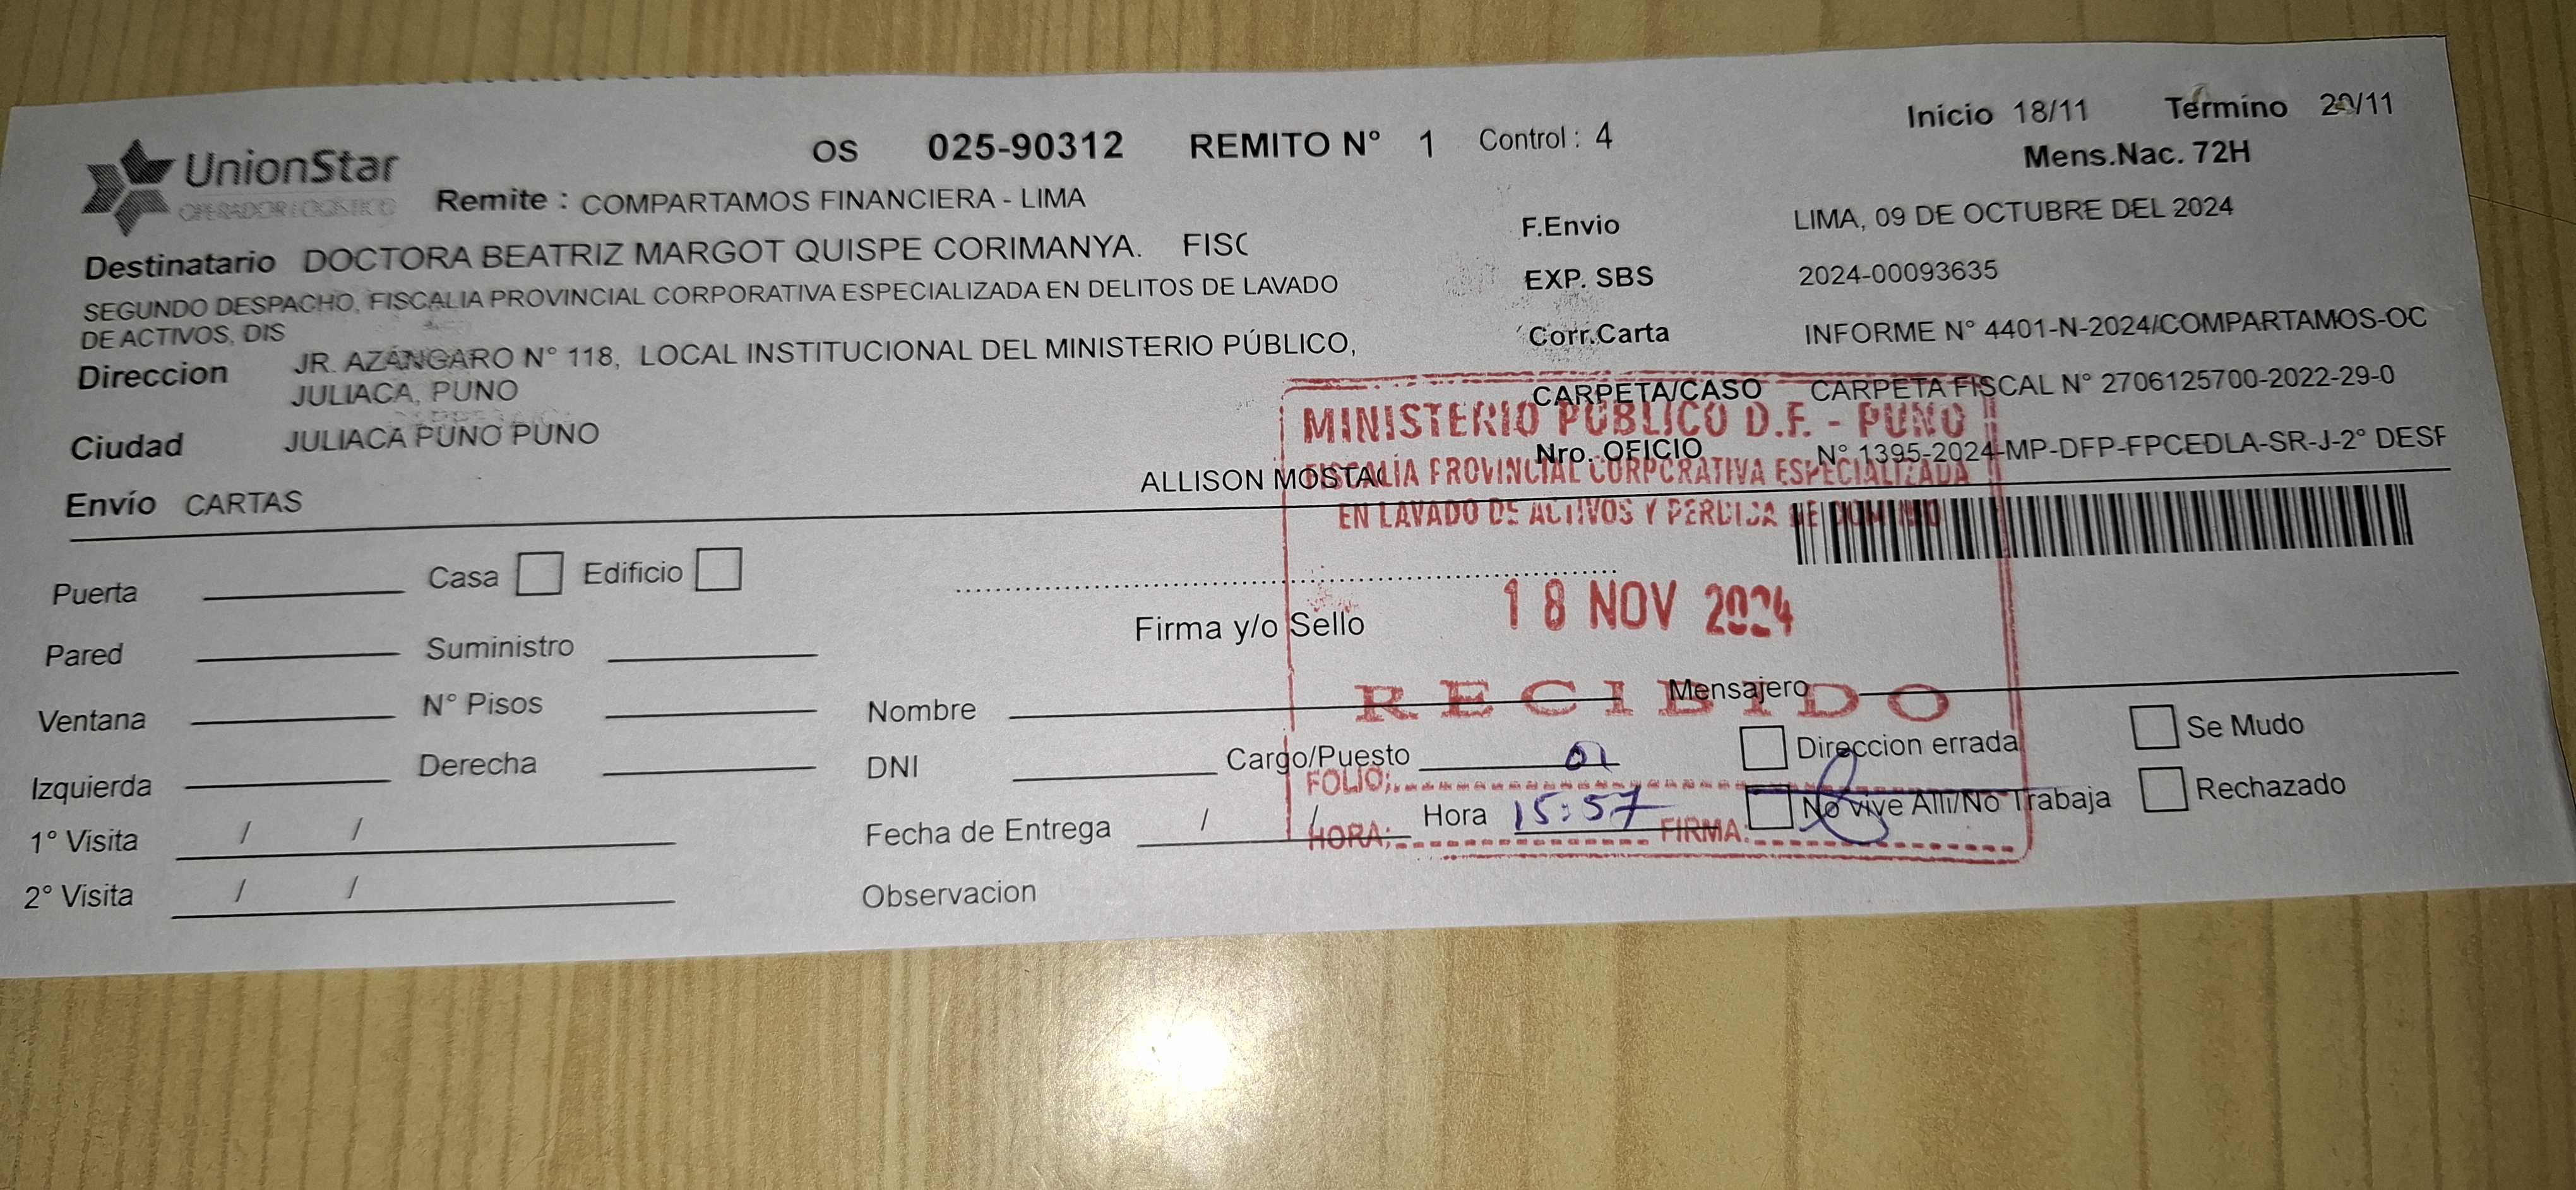 UnionStar
OPERADOR LOGISTICO
OS 025-90312 REMITO N° 1 Control : 4
Inicio 18/11 Termino 20/11
Mens.Nac. 72H
Remite : COMPARTAMOS FINANCIERA - LIMA
Destinatario DOCTORA BEATRIZ MARGOT QUISPE CORIMANYA. FISC
SEGUNDO DESPACHO, FISCALIA PROVINCIAL CORPORATIVA ESPECIALIZADA EN DELITOS DE LAVADO
DE ACTIVOS, DIS
Direccion JR. AZÁNGARO N° 118, LOCAL INSTITUCIONAL DEL MINISTERIO PÚBLICO,
JULIACA, PUNO
Ciudad JULIACA PUNO PUNO
Envío CARTAS
ALLISON MOSTAC
F.Envio LIMA, 09 DE OCTUBRE DEL 2024
EXP. SBS 2024-00093635
Corr.Carta INFORME N° 4401-N-2024/COMPARTAMOS-OC
CARPETA/CASO CARPETA FISCAL N° 2706125700-2022-29-0
Nro. OFICIO N° 1395-2024-MP-DFP-FPCEDLA-SR-J-2° DESF
MINISTERIO PÚBLICO D.F. - PUNO
FISCALÍA PROVINCIAL CORPORATIVA ESPECIALIZADA
EN LAVADO DE ACTIVOS Y PERDIDA DE DOMINIO
18 NOV 2024
RECIBIDO
FOLIO: 01
HORA: 15:57 FIRMA:
Puerta Casa Edificio
Pared Suministro
Ventana N° Pisos
Izquierda Derecha
1° Visita / /
2° Visita / /
Firma y/o Sello
Nombre Mensajero
DNI Cargo/Puesto Direccion errada Se Mudo
Fecha de Entrega / / Hora No vive Alli/No Trabaja Rechazado
Observacion